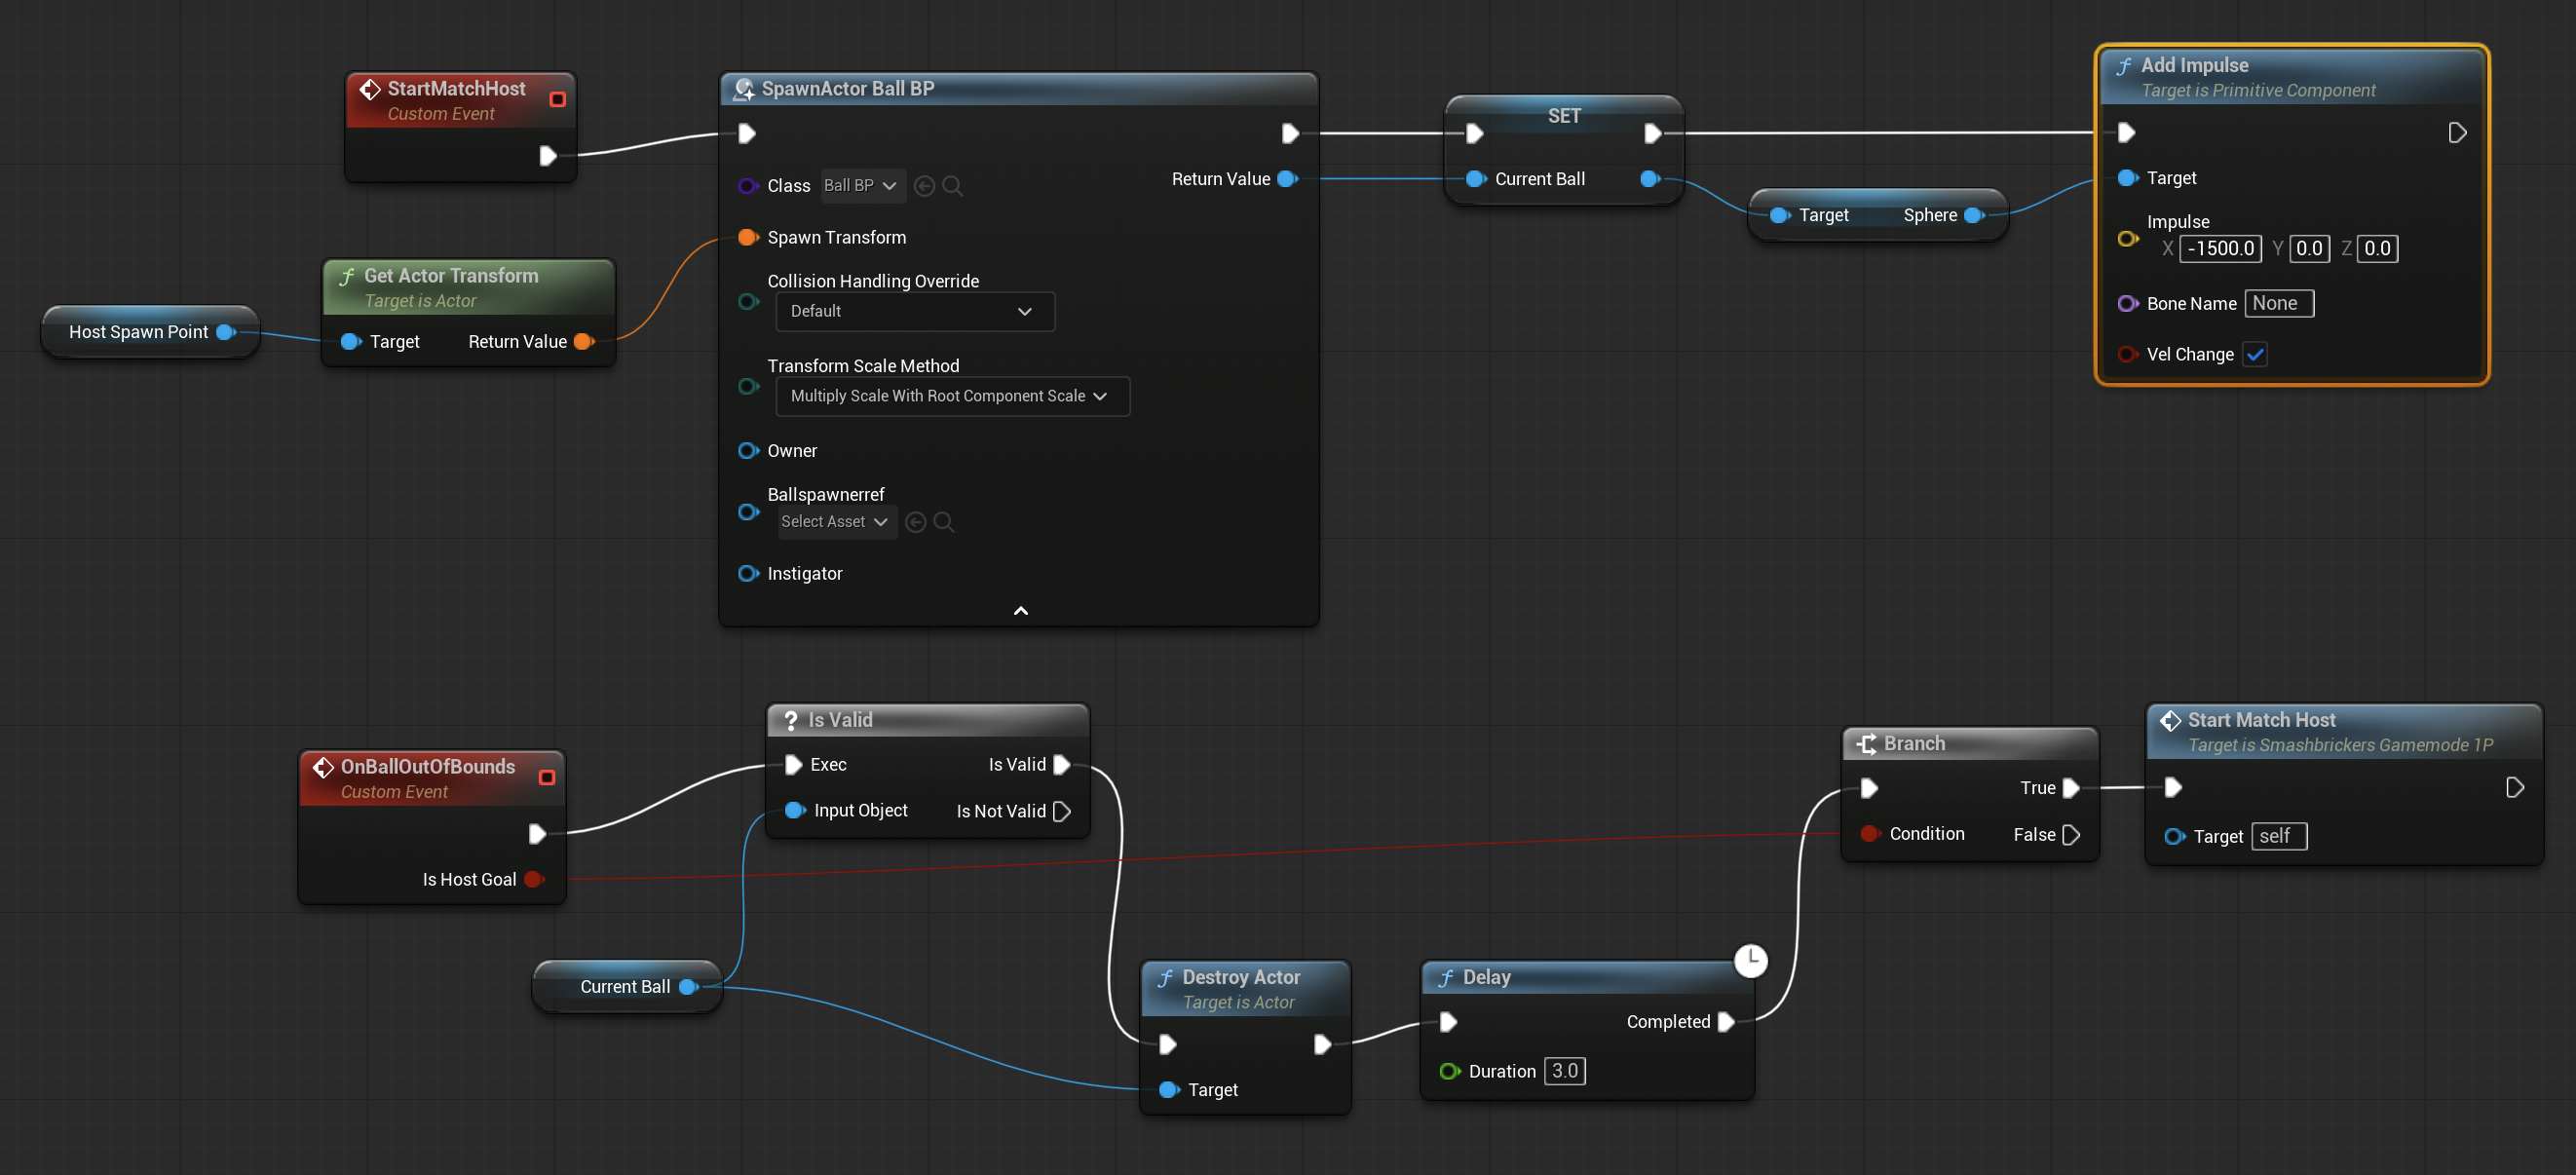 StartMatchHost
Custom Event
Host Spawn Point
Get Actor Transform
Target is Actor
Target Return Value
SpawnActor Ball BP
Class Ball BP
Return Value
Spawn Transform
Collision Handling Override
Default
Transform Scale Method
Multiply Scale With Root Component Scale
Owner
Ballspawnerref
Select Asset
Instigator
SET
Current Ball
Target Sphere
Add Impulse
Target is Primitive Component
Target
Impulse
X -1500.0 Y 0.0 Z 0.0
Bone Name None
Vel Change
OnBallOutOfBounds
Custom Event
Is Host Goal
Is Valid
Exec Is Valid
Input Object Is Not Valid
Current Ball
Destroy Actor
Target is Actor
Target
Delay
Completed
Duration 3.0
Branch
True
Condition False
Start Match Host
Target is Smashbrickers Gamemode 1P
Target self